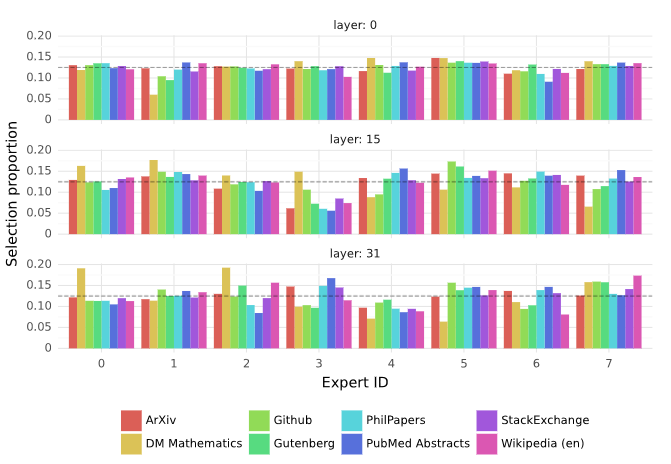 layer: 0
0.20
0.15
0.10
0.05
0
layer: 15
0.20
0.15
0.10
0.05
0
layer: 31
0.20
0.15
0.10
0.05
0
0 1 2 3 4 5 6 7
Selection proportion
Expert ID
ArXiv Github PhilPapers StackExchange
DM Mathematics Gutenberg PubMed Abstracts Wikipedia (en)